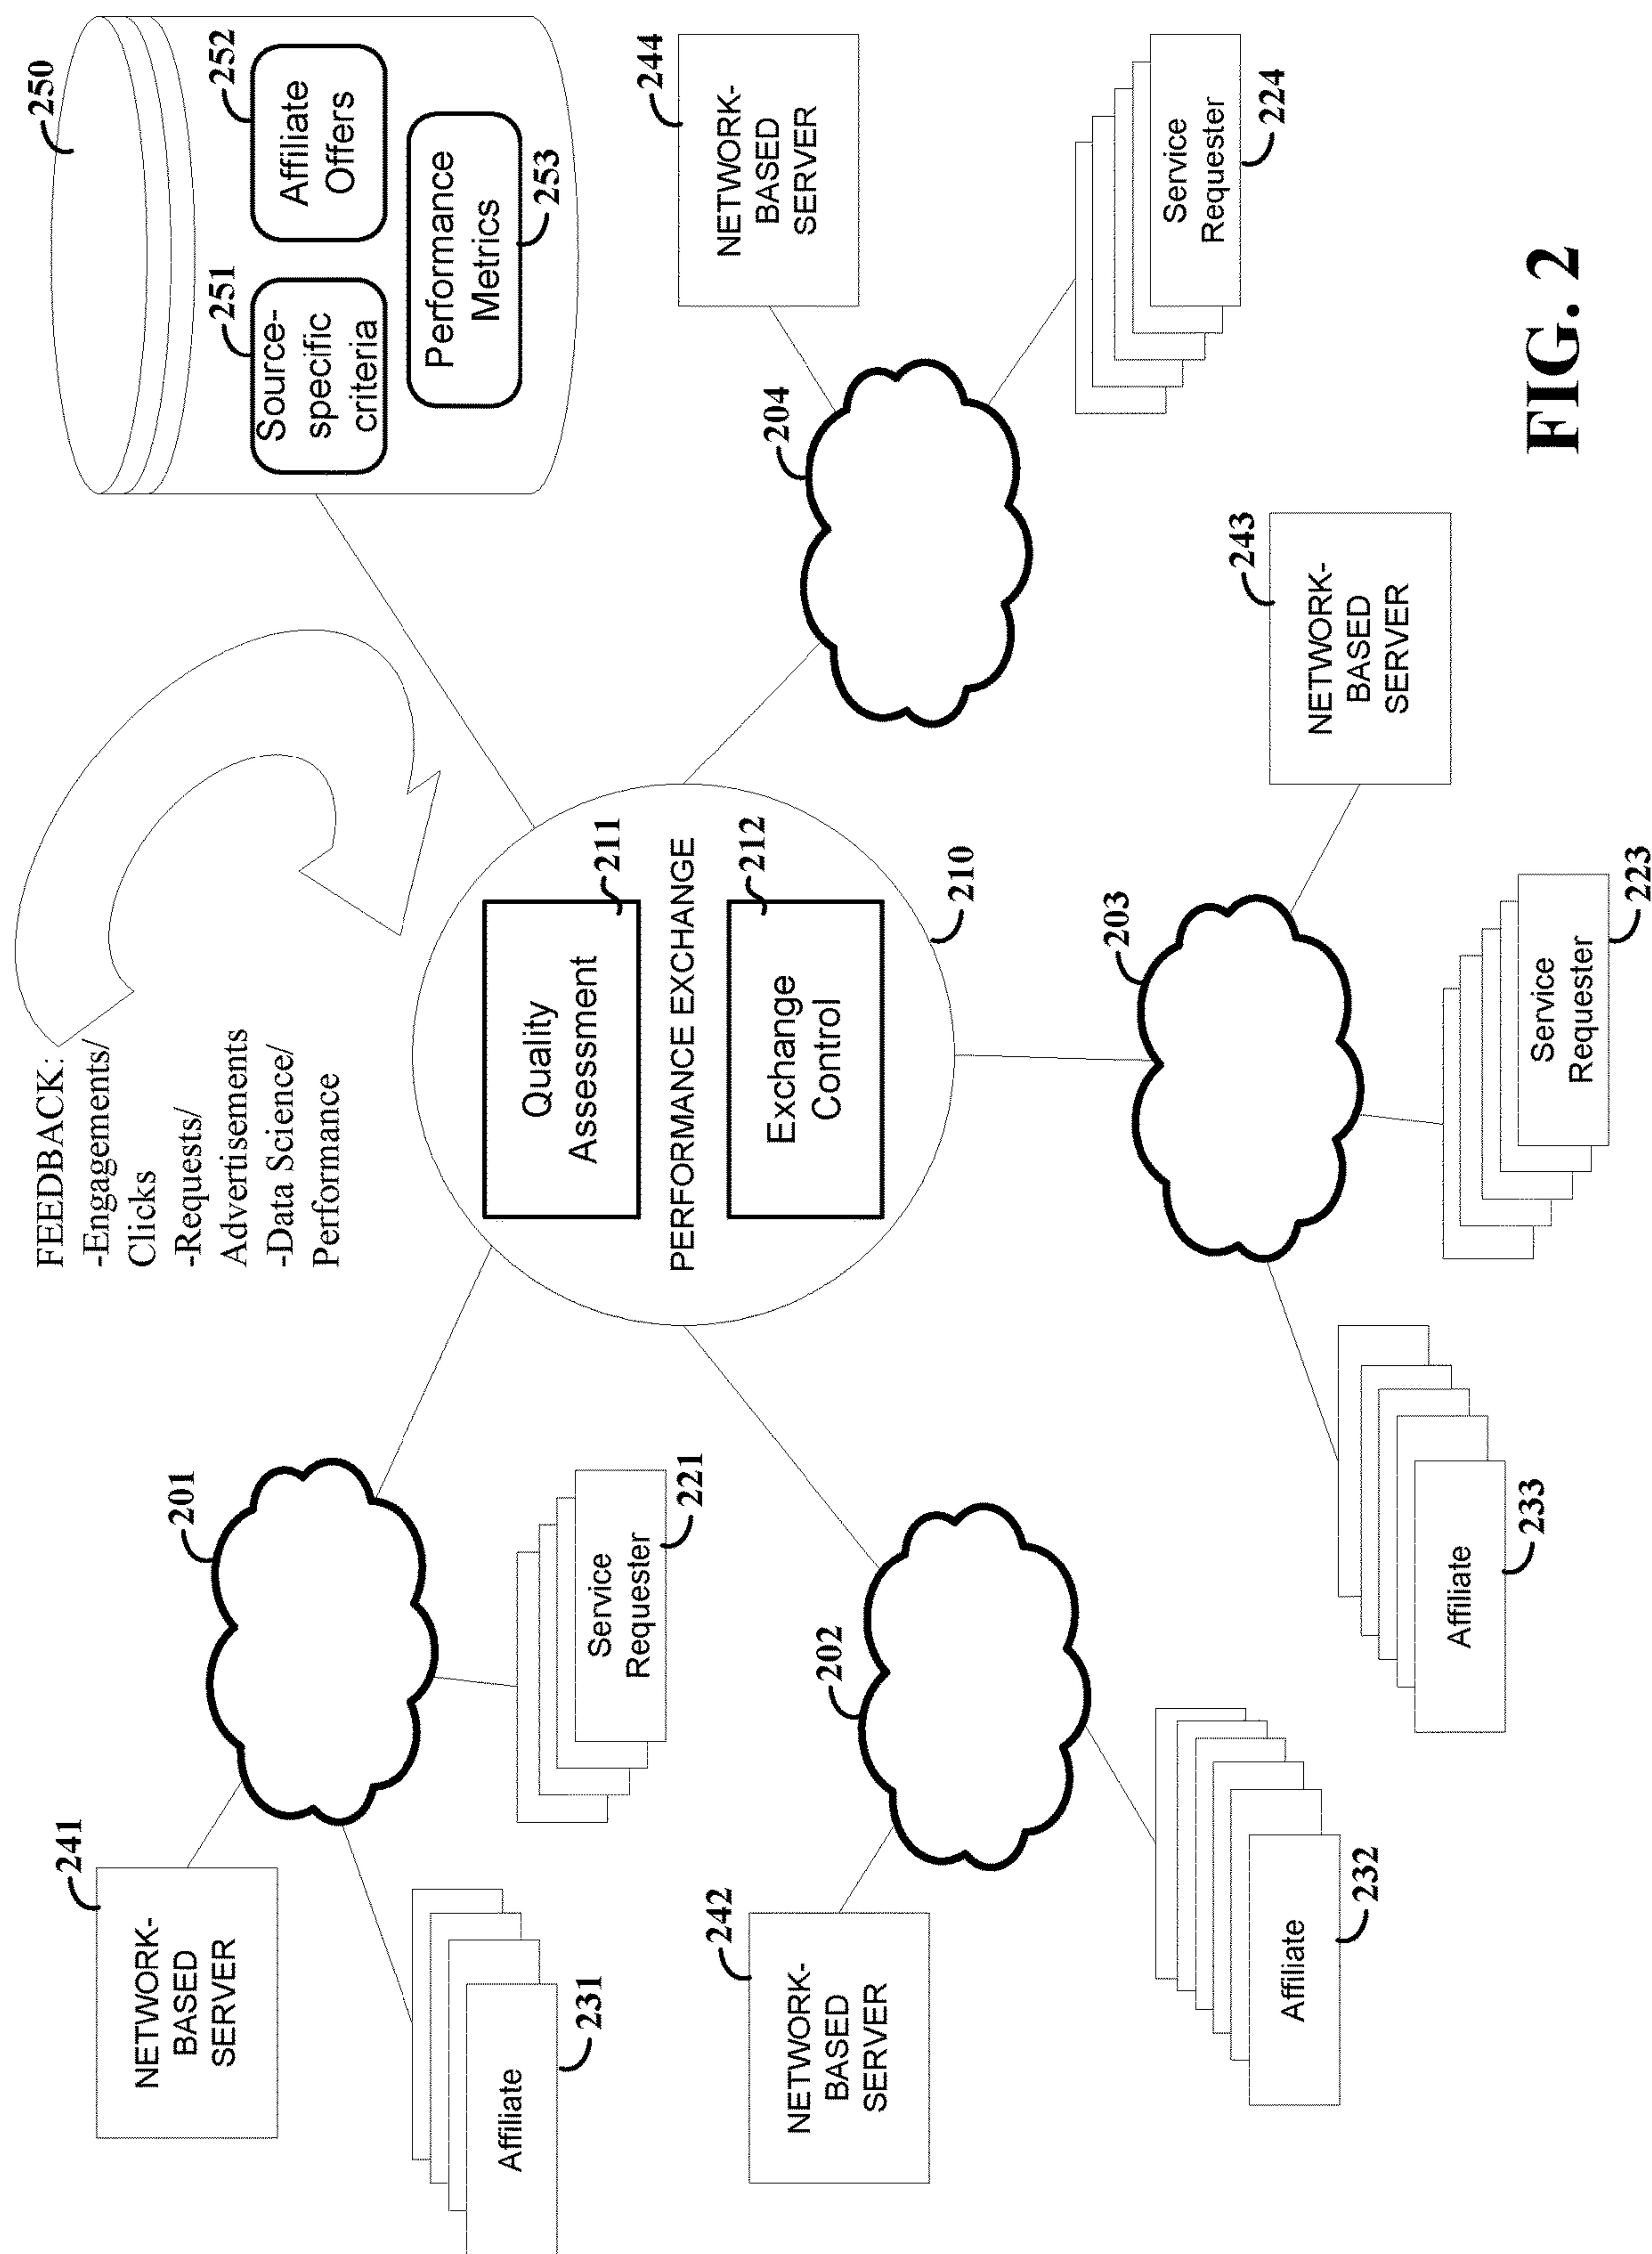 FEEDBACK:
-Engagements/
Clicks
-Requests/
Advertisements
-Data Science/
Performance
250
251
Source-
specific
criteria
252
Affiliate
Offers
Performance
Metrics
253
241
NETWORK-
BASED
SERVER
201
Affiliate
231
Service
Requester
221
Quality
Assessment
211
PERFORMANCE EXCHANGE
Exchange
Control
212
210
244
NETWORK-
BASED
SERVER
204
Service
Requester
224
242
NETWORK-
BASED
SERVER
202
Affiliate
232
203
243
NETWORK-
BASED
SERVER
Affiliate
233
Service
Requester
223
FIG. 2